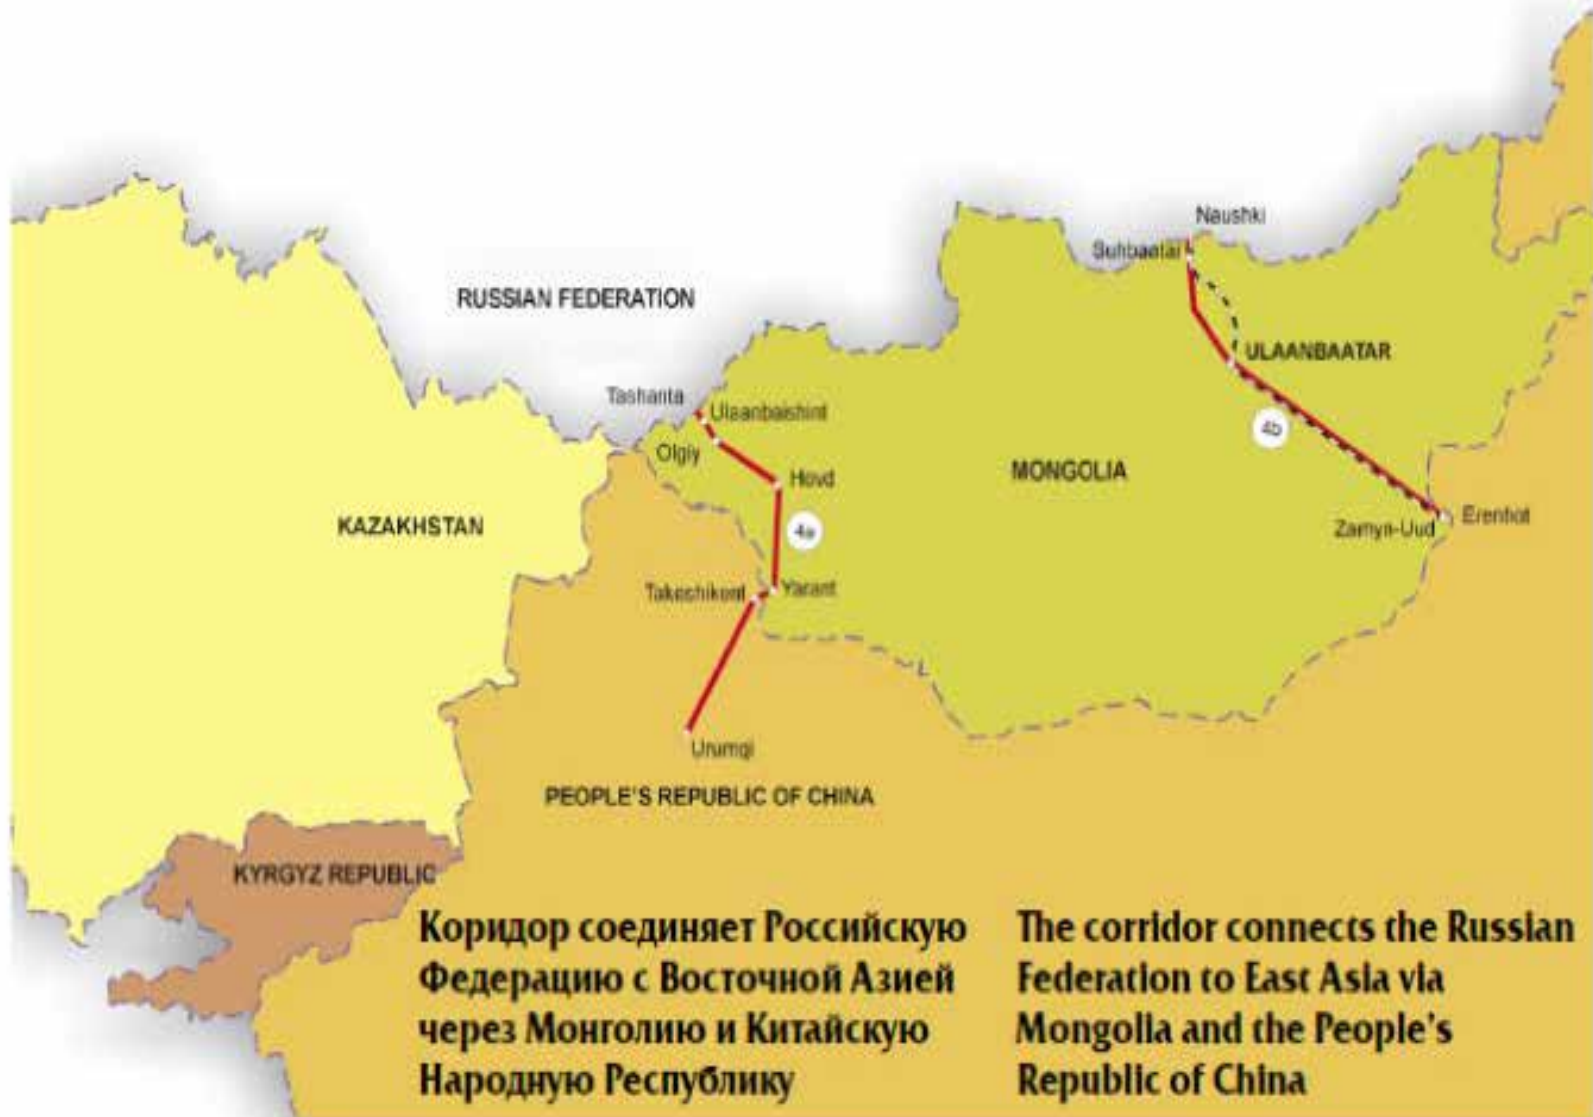 Naushki
Suhbaatar
RUSSIAN FEDERATION
ULAANBAATAR
Tashanta
Ulaanbaishint
4b
Olgiy
MONGOLIA
Hovd
KAZAKHSTAN
4a
Zamyn-Uud
Erenhot
Takeshikent
Yarant
Urumqi
PEOPLE'S REPUBLIC OF CHINA
KYRGYZ REPUBLIC
Коридор соединяет Российскую
Федерацию с Восточной Азией
через Монголию и Китайскую
Народную Республику
The corridor connects the Russian
Federation to East Asia via
Mongolia and the People's
Republic of China